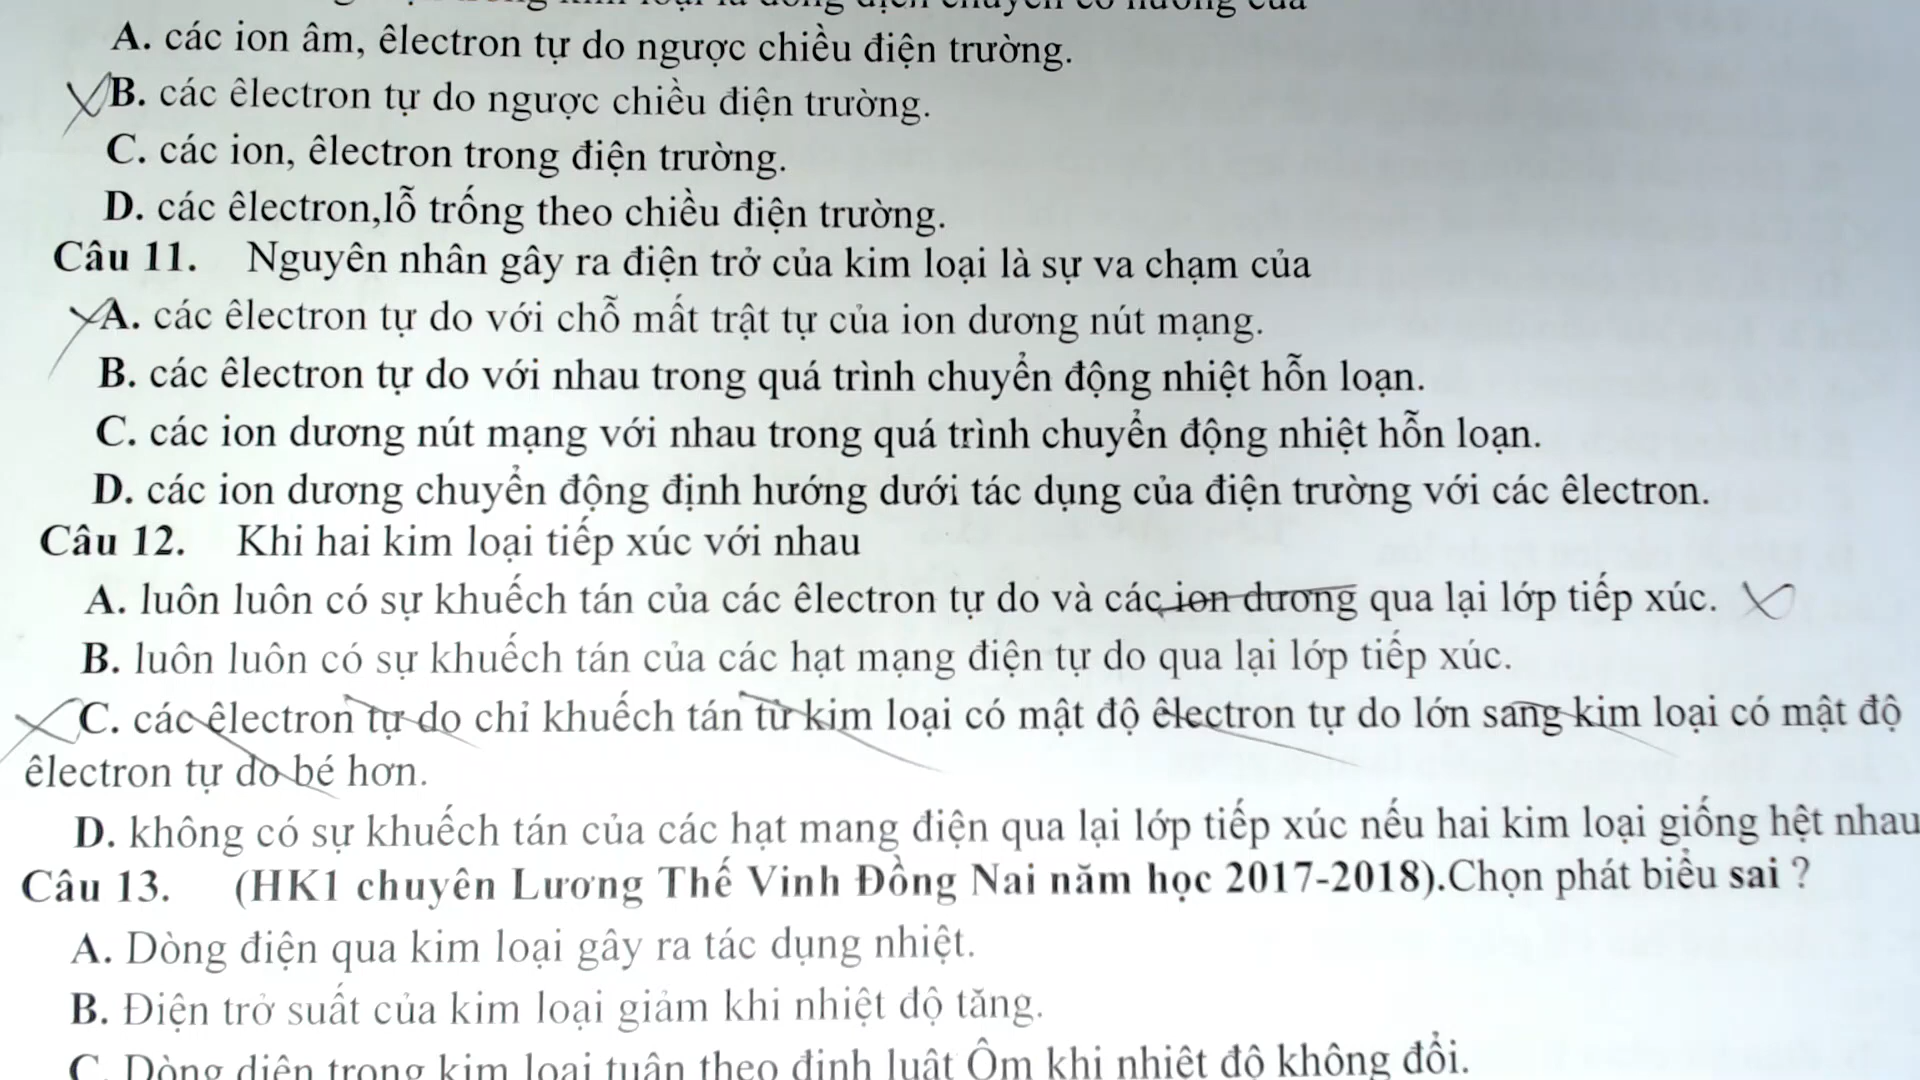 loại là dòng dịch chuyển có hướng của
A. các ion âm, êlectron tự do ngược chiều điện trường.
B. các êlectron tự do ngược chiều điện trường.
C. các ion, êlectron trong điện trường.
D. các êlectron,lỗ trống theo chiều điện trường.
Câu 11. Nguyên nhân gây ra điện trở của kim loại là sự va chạm của
A. các êlectron tự do với chỗ mất trật tự của ion dương nút mạng.
B. các êlectron tự do với nhau trong quá trình chuyển động nhiệt hỗn loạn.
C. các ion dương nút mạng với nhau trong quá trình chuyển động nhiệt hỗn loạn.
D. các ion dương chuyển động định hướng dưới tác dụng của điện trường với các êlectron.
Câu 12. Khi hai kim loại tiếp xúc với nhau
A. luôn luôn có sự khuếch tán của các êlectron tự do và các ion dương qua lại lớp tiếp xúc.
B. luôn luôn có sự khuếch tán của các hạt mạng điện tự do qua lại lớp tiếp xúc.
C. các êlectron tự do chỉ khuếch tán từ kim loại có mật độ êlectron tự do lớn sang kim loại có mật độ
êlectron tự do bé hơn.
D. không có sự khuếch tán của các hạt mang điện qua lại lớp tiếp xúc nếu hai kim loại giống hệt nhau
Câu 13. (HK1 chuyên Lương Thế Vinh Đồng Nai năm học 2017-2018).Chọn phát biểu sai ?
A. Dòng điện qua kim loại gây ra tác dụng nhiệt.
B. Điện trở suất của kim loại giảm khi nhiệt độ tăng.
C. Dòng điện trong kim loại tuân theo định luật Ôm khi nhiệt độ không đổi.